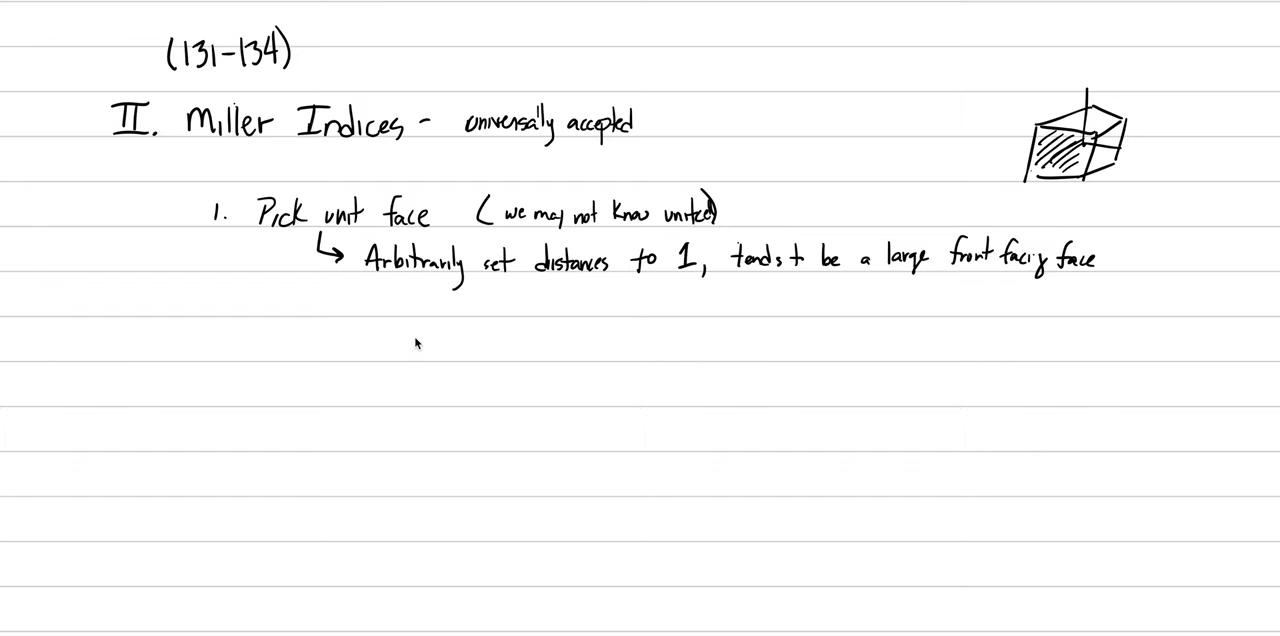 (131-134)
II. Miller Indices - universally accepted
1. Pick unit face (we may not know unit cell)
↳ Arbitrarily set distances to 1, tends t be a large front facing face